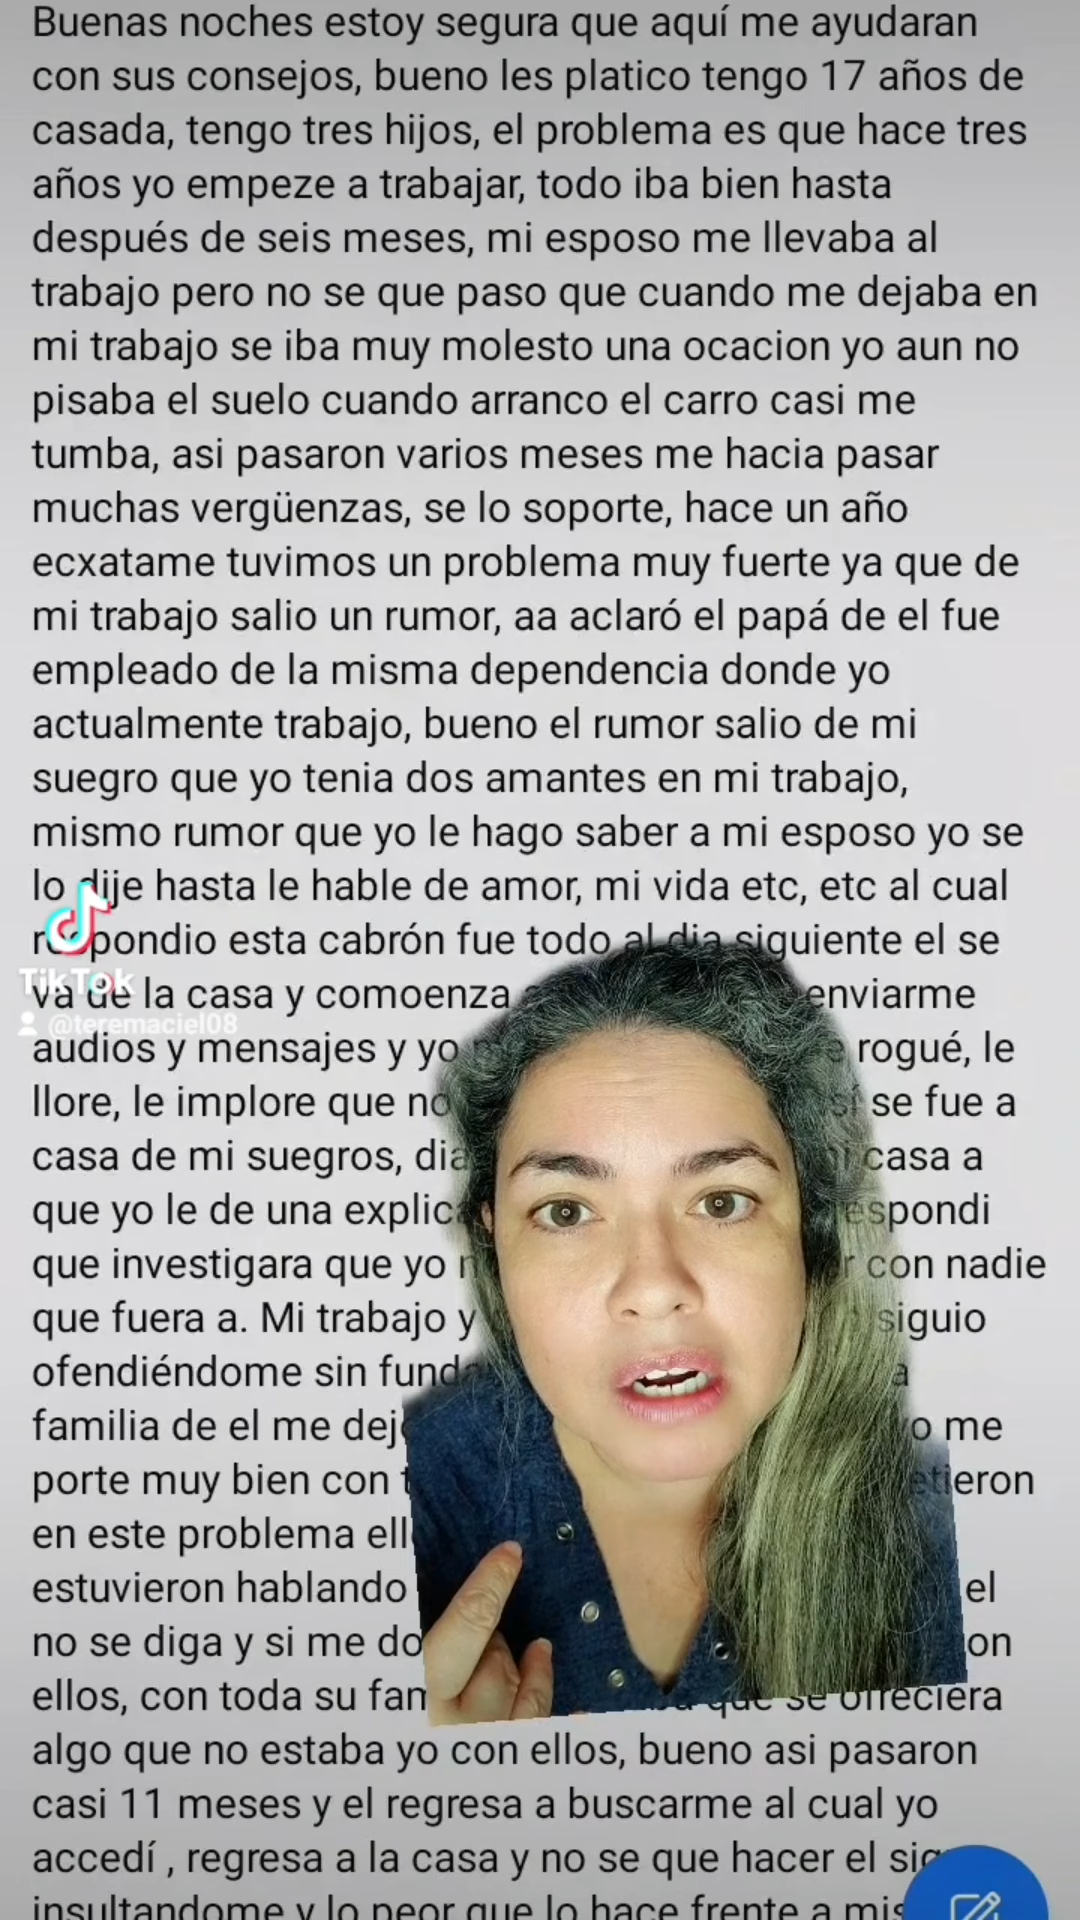 Buenas noches estoy segura que aquí me ayudaran
con sus consejos, bueno les platico tengo 17 años de
casada, tengo tres hijos, el problema es que hace tres
años yo empeze a trabajar, todo iba bien hasta
después de seis meses, mi esposo me llevaba al
trabajo pero no se que paso que cuando me dejaba en
mi trabajo se iba muy molesto una ocacion yo aun no
pisaba el suelo cuando arranco el carro casi me
tumba, asi pasaron varios meses me hacia pasar
muchas vergüenzas, se lo soporte, hace un año
ecxatame tuvimos un problema muy fuerte ya que de
mi trabajo salio un rumor, aa aclaró el papá de el fue
empleado de la misma dependencia donde yo
actualmente trabajo, bueno el rumor salio de mi
suegro que yo tenia dos amantes en mi trabajo,
mismo rumor que yo le hago saber a mi esposo yo se
lo dije hasta le hable de amor, mi vida etc, etc al cual
respondio esta cabrón fue todo al dia siguiente el se
va de la casa y comoenza enviarme
audios y mensajes y yo rogué, le
llore, le implore que no se fue a
casa de mi suegros, casa a
que yo le de una
que investigara que yo con nadie
que fuera a. Mi trabajo y siguio
ofendiéndome sin
familia de el me me
porte muy bien con
en este problema
estuvieron hablando el
no se diga y si me
ellos, con toda su que se ofreciera
algo que no estaba yo con ellos, bueno asi pasaron
casi 11 meses y el regresa a buscarme al cual yo
accedí , regresa a la casa y no se que hacer el
insultandome y lo peor que lo hace frente a
TikTok
@teremaciel08